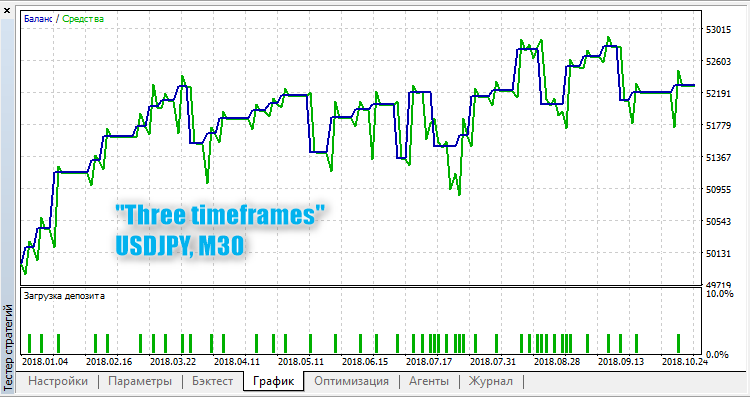 Баланс / Средства
53015
52603
52191
51779
51367
50955
50543
50131
49719
"Three timeframes"
USDJPY, M30
Загрузка депозита
10.0%
0.0%
2018.01.04 2018.02.16 2018.03.22 2018.04.11 2018.05.11 2018.06.15 2018.07.17 2018.07.31 2018.08.28 2018.09.13 2018.10.24
Тестер стратегий
Настройки Параметры Бэктест График Оптимизация Агенты Журнал